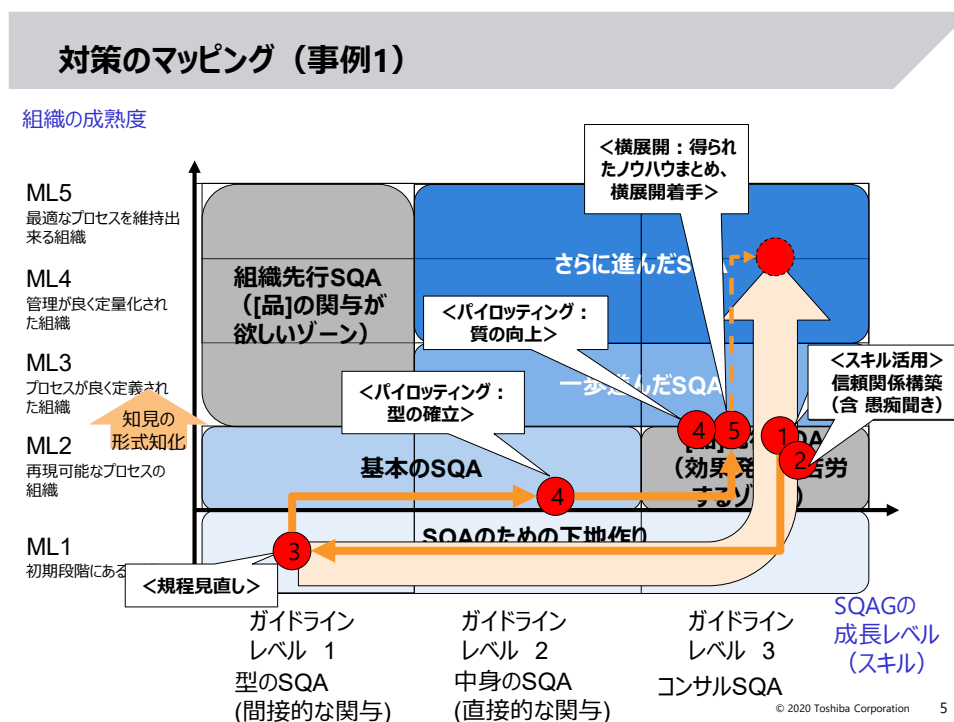 対策のマッピング（事例1）
組織の成熟度
＜横展開：得られ
たノウハウまとめ、
横展開着手＞
ML5
最適なプロセスを維持出
来る組織
ML4
管理が良く定量化され
た組織
ML3
プロセスが良く定義され
た組織
ML2
再現可能なプロセスの
組織
ML1
初期段階にある
知見の
形式知化
組織先行SQA
（[品]の関与が
欲しいゾーン）
さらに進んだSQA
＜パイロッティング：
質の向上＞
一歩進んだSQA
＜スキル活用＞
信頼関係構築
（含 愚痴聞き）
＜パイロッティング：
型の確立＞
4
5
1
2
基本のSQA
（効果発
苦労
するゾ
4
SQAのための下地作り
3
＜規程見直し＞
ガイドライン
レベル 1
型のSQA
(間接的な関与)
ガイドライン
レベル 2
中身のSQA
(直接的な関与)
ガイドライン
レベル 3
コンサルSQA
SQAGの
成長レベル
（スキル）
© 2020 Toshiba Corporation
5